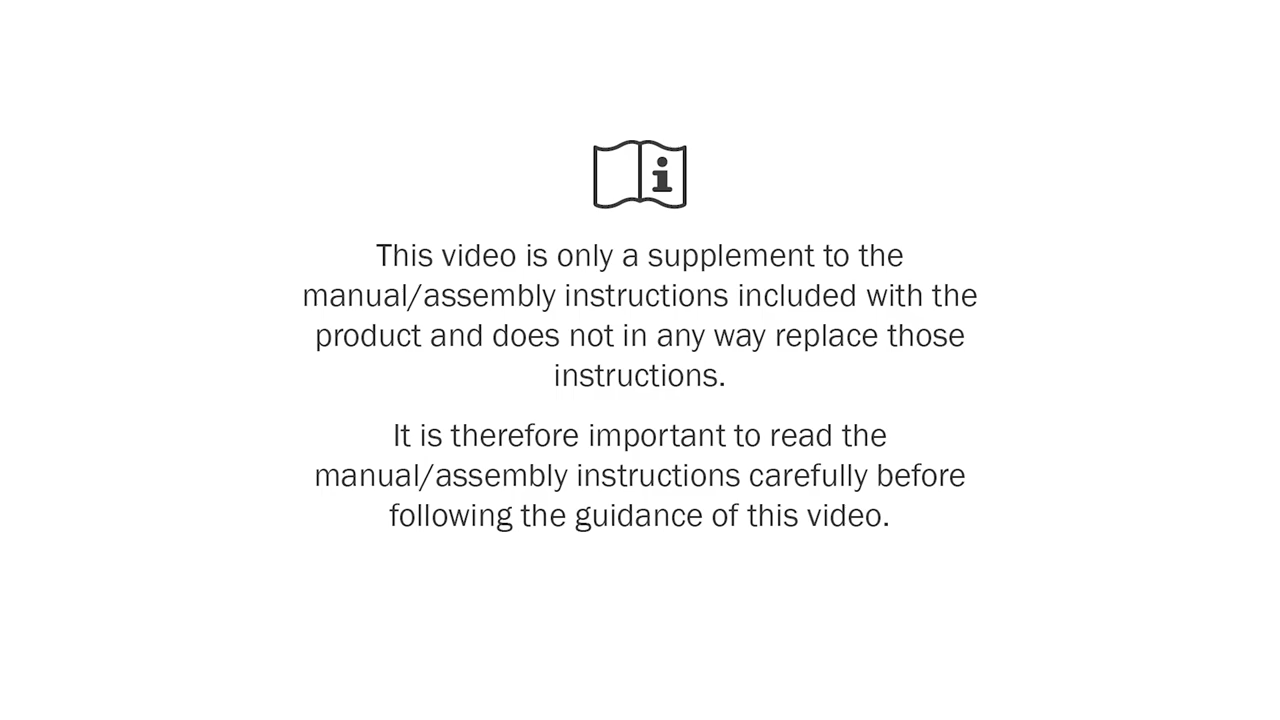 This video is only a supplement to the
manual/assembly instructions included with the
product and does not in any way replace those
instructions.
It is therefore important to read the
manual/assembly instructions carefully before
following the guidance of this video.